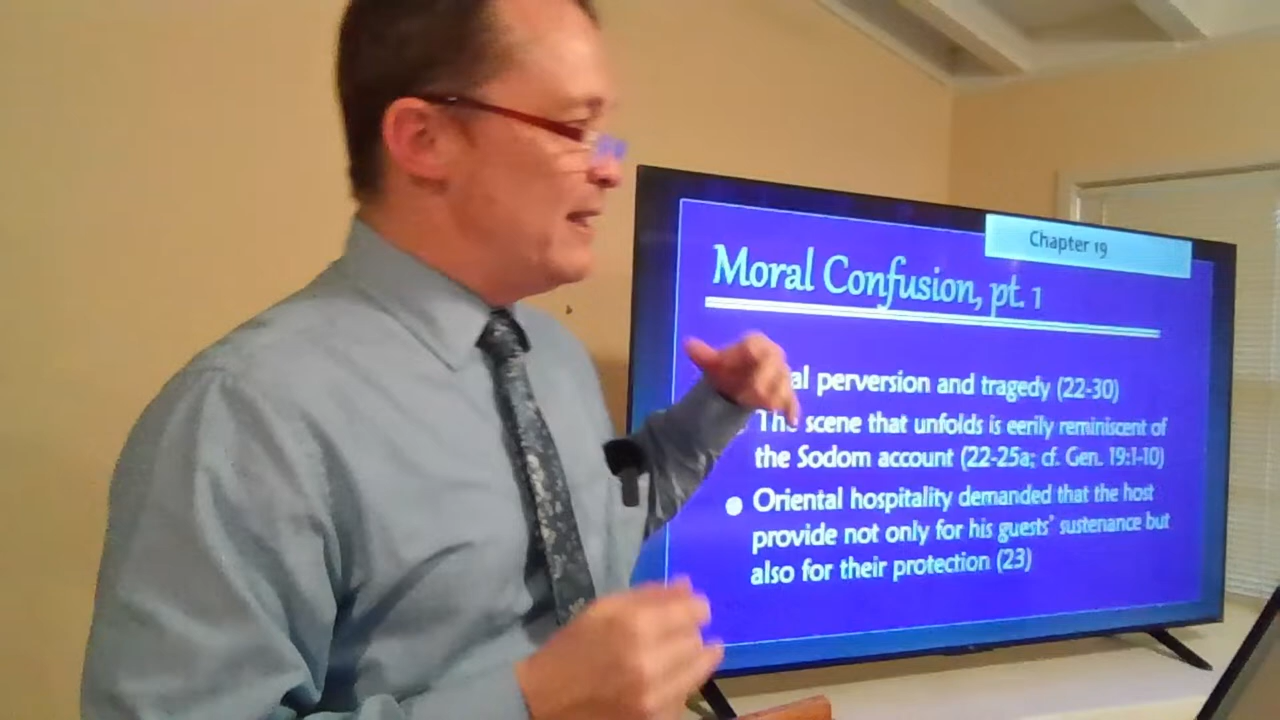 Chapter 19
Moral Confusion, pt. 1
al perversion and tragedy (22-30)
The scene that unfolds is eerily reminiscent of
the Sodom account (22-25a; cf. Gen. 19:1-10)
Oriental hospitality demanded that the host
provide not only for his guests' sustenance but
also for their protection (23)